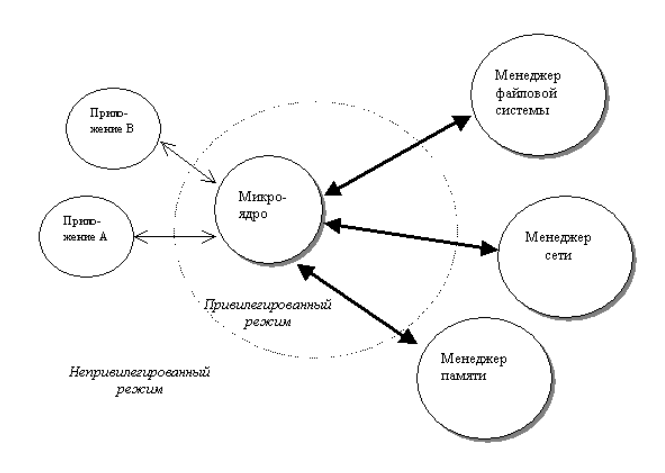 Менеджер
файловой
системы
Прило-
жение В
Микро-
ядро
Прило-
жение А
Менеджер
сети
Привилегированный
режим
Менеджер
памяти
Непривилегированный
режим